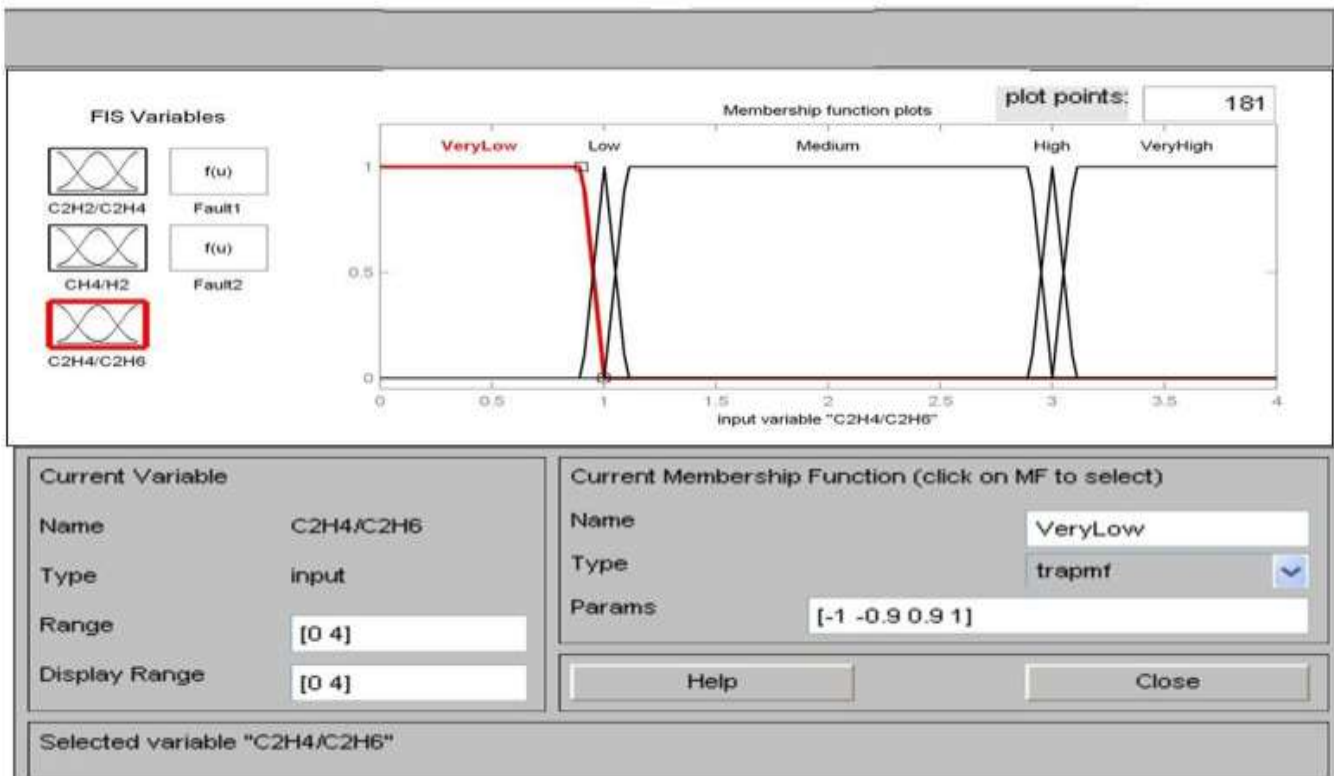 plot points: 181
FIS Variables
Membership function plots
VeryLow Low Medium High VeryHigh
f(u)
C2H2/C2H4 Fault1
f(u)
CH4/H2 Fault2
C2H4/C2H6
1
0.5
0
0 0.5 1 1.5 2 2.5 3 3.5 4
input variable "C2H4/C2H6"
Current Variable
Name C2H4/C2H6
Type input
Range [0 4]
Display Range [0 4]
Current Membership Function (click on MF to select)
Name VeryLow
Type trapmf
Params [-1 -0.9 0.9 1]
Help Close
Selected variable "C2H4/C2H6"